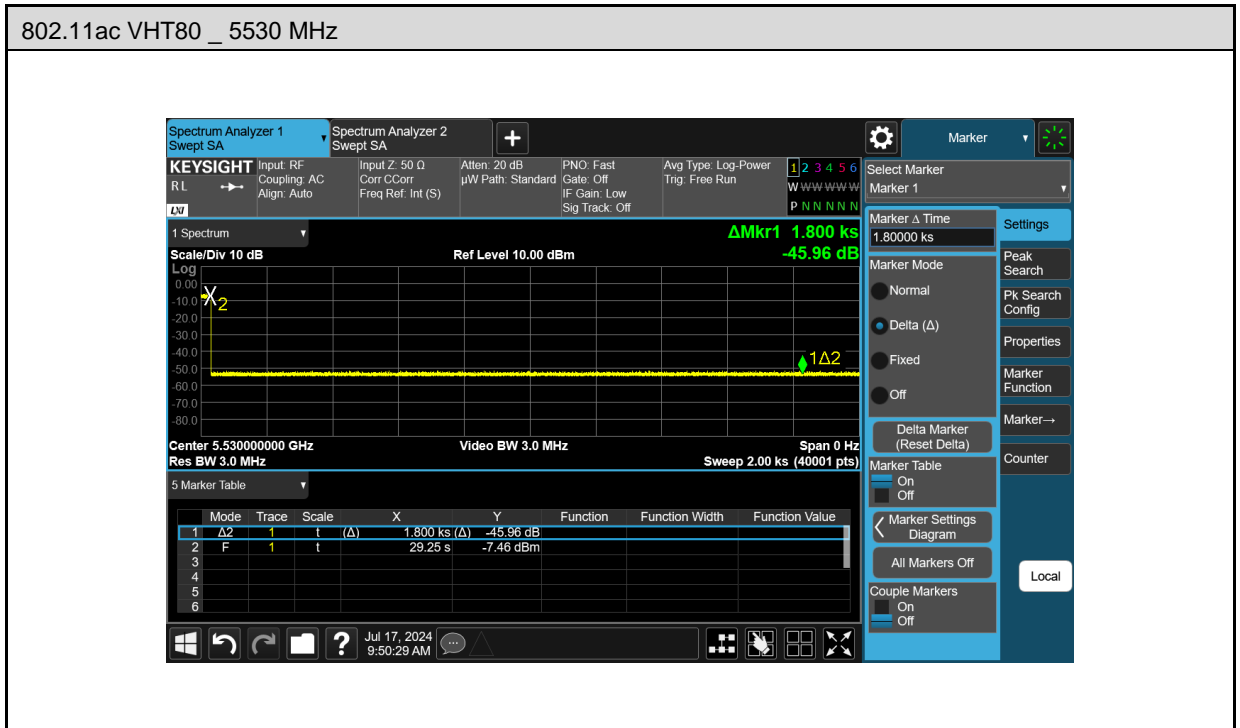 802.11ac VHT80 _ 5530 MHz
Spectrum Analyzer 1
Swept SA
Spectrum Analyzer 2
Swept SA
+
Marker
KEYSIGHT
R L
LXI
Input: RF
Coupling: AC
Align: Auto
Input Z: 50 Ω
Corr CCorr
Freq Ref: Int (S)
Atten: 20 dB
µW Path: Standard
PNO: Fast
Gate: Off
IF Gain: Low
Sig Track: Off
Avg Type: Log-Power
Trig: Free Run
1 2 3 4 5 6
W W W W W W
P N N N N N
Select Marker
Marker 1
1 Spectrum
ΔMkr1 1.800 ks
-45.96 dB
Scale/Div 10 dB
Ref Level 10.00 dBm
Log
0.00
-10.0
-20.0
-30.0
-40.0
-50.0
-60.0
-70.0
-80.0
X2
1Δ2
Center 5.530000000 GHz
Video BW 3.0 MHz
Span 0 Hz
Res BW 3.0 MHz
Sweep 2.00 ks (40001 pts)
5 Marker Table
Mode Trace Scale X Y Function Function Width Function Value
1 Δ2 1 t (Δ) 1.800 ks (Δ) -45.96 dB
2 F 1 t 29.25 s -7.46 dBm
3
4
5
6
Marker Δ Time
1.80000 ks
Marker Mode
Normal
Delta (Δ)
Fixed
Off
Delta Marker
(Reset Delta)
Marker Table
On
Off
Marker Settings
Diagram
All Markers Off
Couple Markers
On
Off
Settings
Peak
Search
Pk Search
Config
Properties
Marker
Function
Marker→
Counter
Local
?
Jul 17, 2024
9:50:29 AM